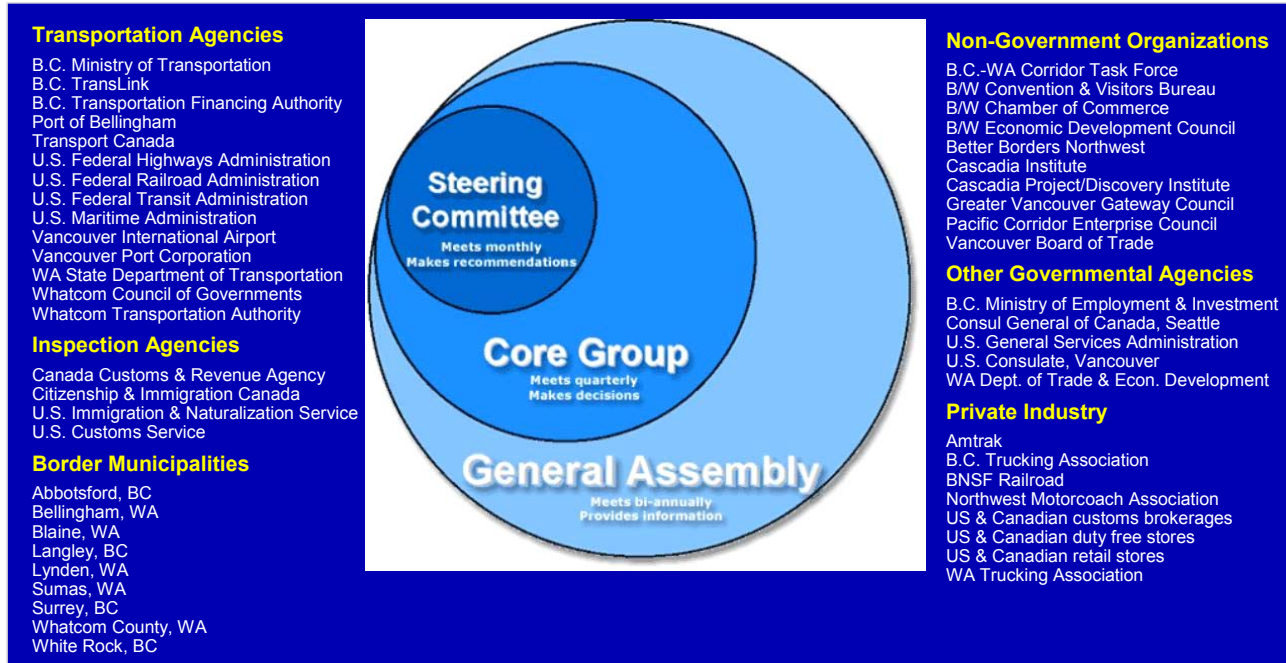 Transportation Agencies
B.C. Ministry of Transportation
B.C. TransLink
B.C. Transportation Financing Authority
Port of Bellingham
Transport Canada
U.S. Federal Highways Administration
U.S. Federal Railroad Administration
U.S. Federal Transit Administration
U.S. Maritime Administration
Vancouver International Airport
Vancouver Port Corporation
WA State Department of Transportation
Whatcom Council of Governments
Whatcom Transportation Authority
Inspection Agencies
Canada Customs & Revenue Agency
Citizenship & Immigration Canada
U.S. Immigration & Naturalization Service
U.S. Customs Service
Border Municipalities
Abbotsford, BC
Bellingham, WA
Blaine, WA
Langley, BC
Lynden, WA
Sumas, WA
Surrey, BC
Whatcom County, WA
White Rock, BC
Steering
Committee
Meets monthly
Makes recommendations
Core Group
Meets quarterly
Makes decisions
General Assembly
Meets bi-annually
Provides information
Non-Government Organizations
B.C.-WA Corridor Task Force
B/W Convention & Visitors Bureau
B/W Chamber of Commerce
B/W Economic Development Council
Better Borders Northwest
Cascadia Institute
Cascadia Project/Discovery Institute
Greater Vancouver Gateway Council
Pacific Corridor Enterprise Council
Vancouver Board of Trade
Other Governmental Agencies
B.C. Ministry of Employment & Investment
Consul General of Canada, Seattle
U.S. General Services Administration
U.S. Consulate, Vancouver
WA Dept. of Trade & Econ. Development
Private Industry
Amtrak
B.C. Trucking Association
BNSF Railroad
Northwest Motorcoach Association
US & Canadian customs brokerages
US & Canadian duty free stores
US & Canadian retail stores
WA Trucking Association